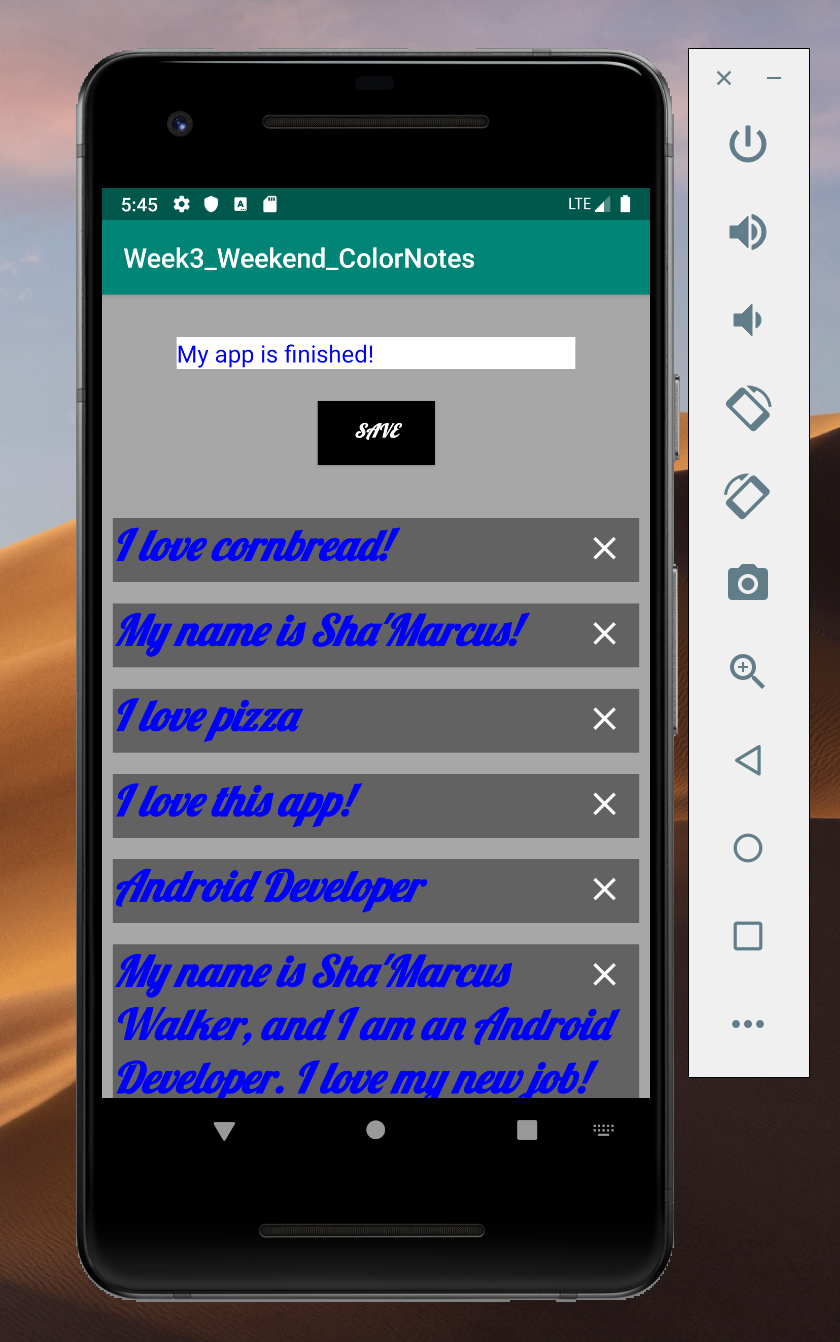 5:45 LTE
Week3_Weekend_ColorNotes
My app is finished!
SAVE
I love cornbread!
My name is Sha'Marcus!
I love pizza
I love this app!
Android Developer
My name is Sha'Marcus
Walker, and I am an Android
Developer. I love my new job!